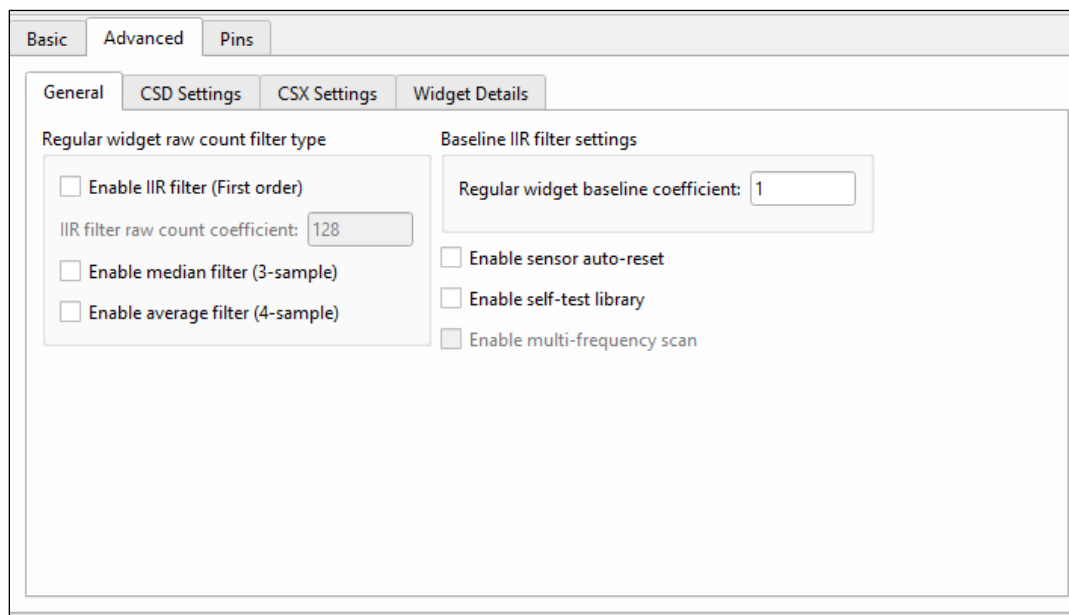 Basic Advanced Pins
General CSD Settings CSX Settings Widget Details
Regular widget raw count filter type
Enable IIR filter (First order)
IIR filter raw count coefficient: 128
Enable median filter (3-sample)
Enable average filter (4-sample)
Baseline IIR filter settings
Regular widget baseline coefficient: 1
Enable sensor auto-reset
Enable self-test library
Enable multi-frequency scan